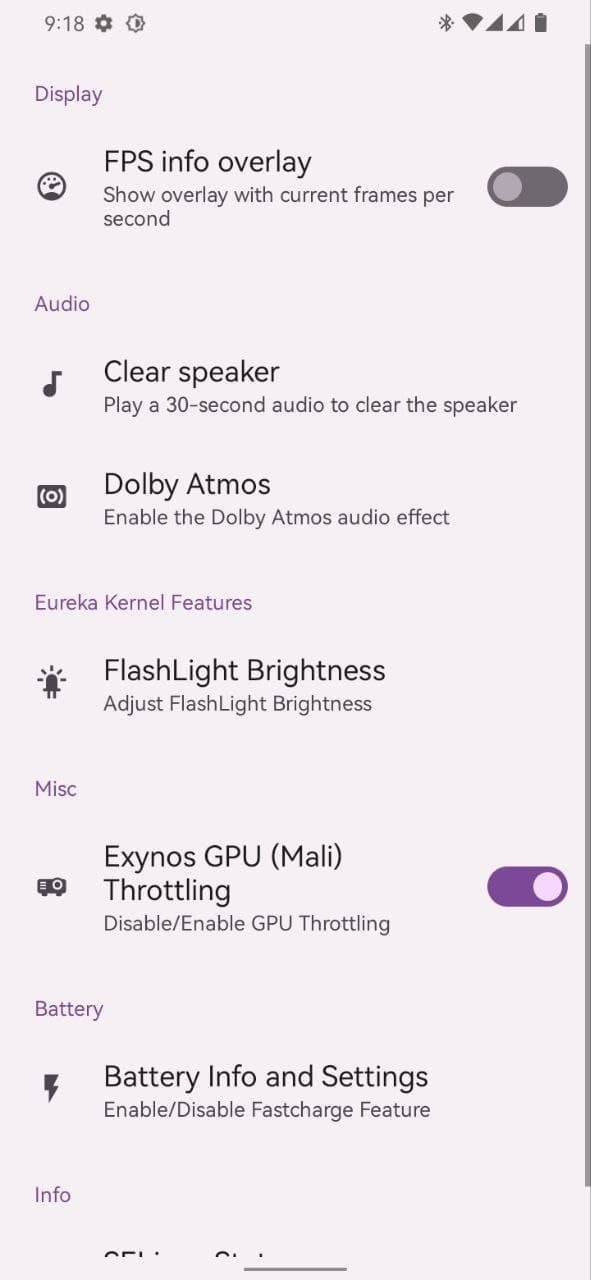 9:18
Display
FPS info overlay
Show overlay with current frames per
second
Audio
Clear speaker
Play a 30-second audio to clear the speaker
Dolby Atmos
Enable the Dolby Atmos audio effect
Eureka Kernel Features
FlashLight Brightness
Adjust FlashLight Brightness
Misc
Exynos GPU (Mali)
Throttling
Disable/Enable GPU Throttling
Battery
Battery Info and Settings
Enable/Disable Fastcharge Feature
Info